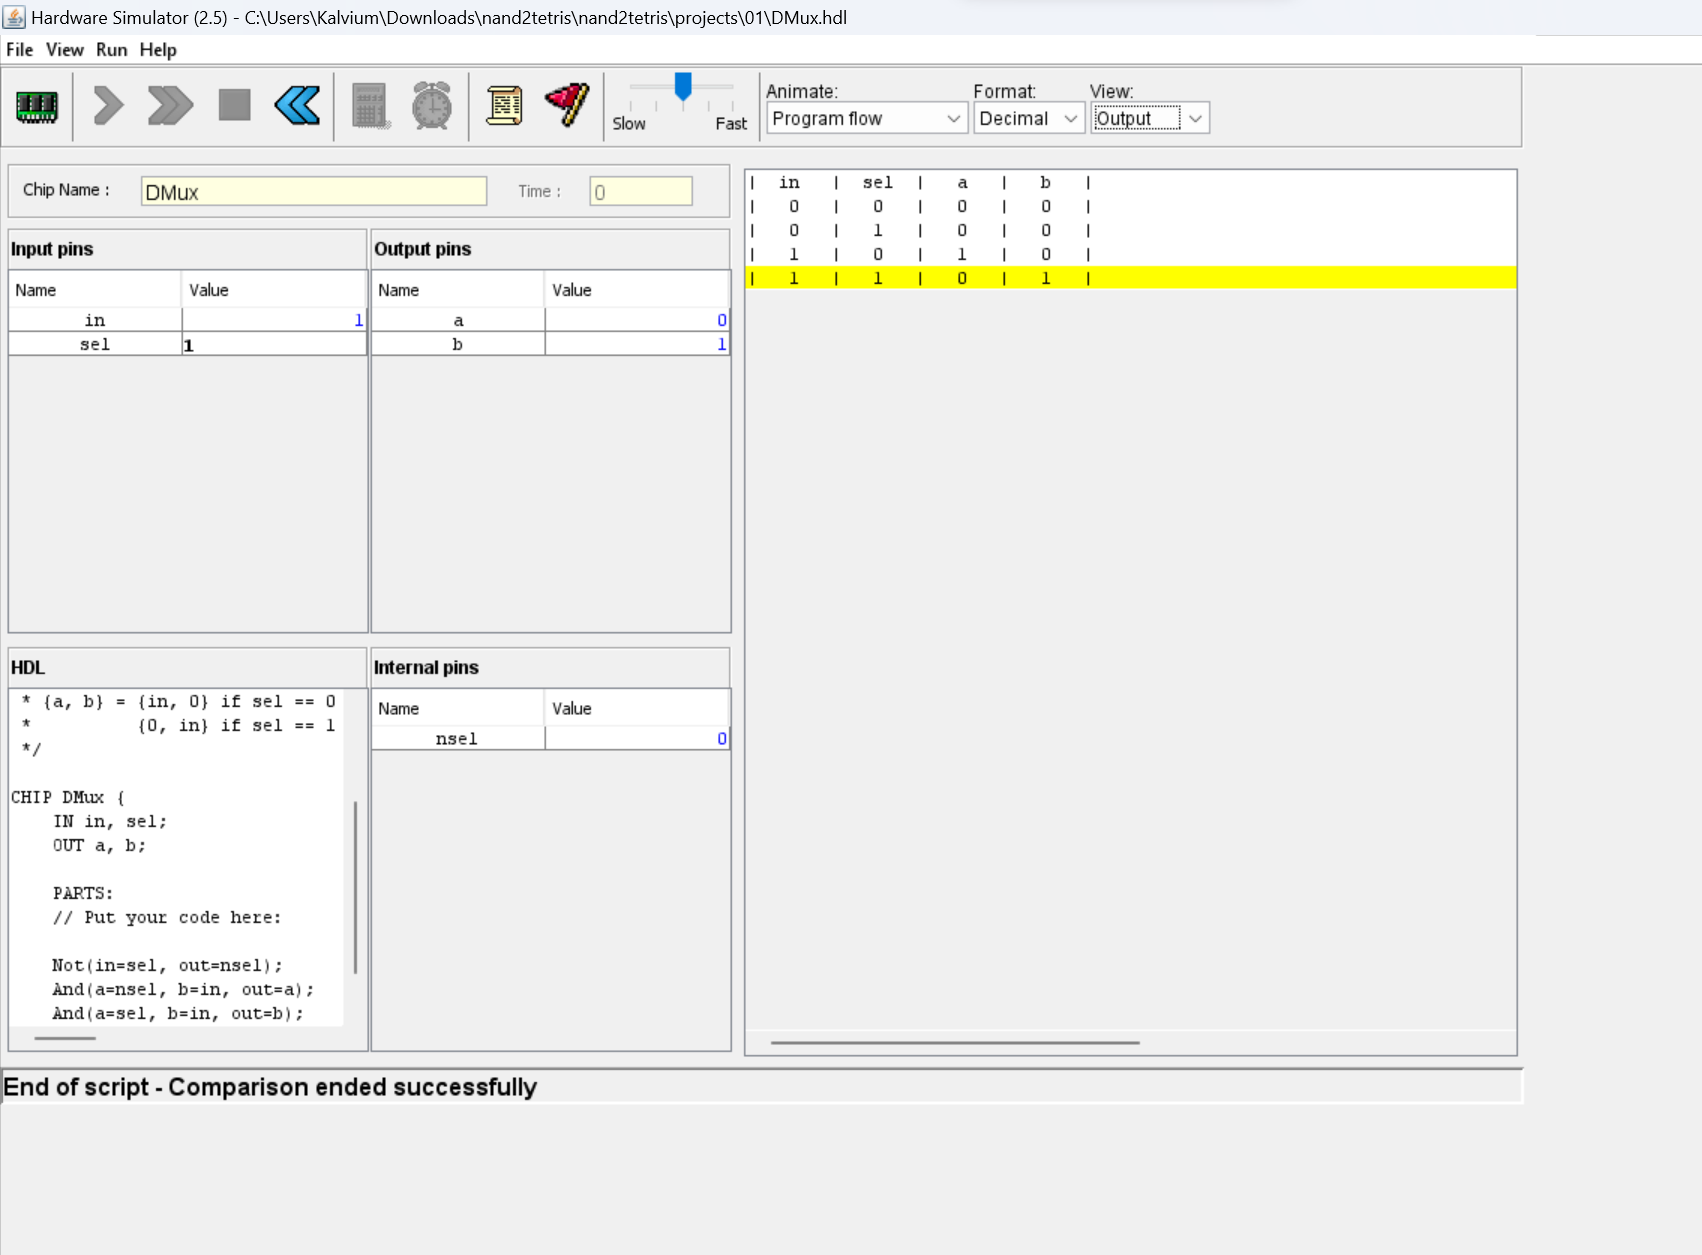 Hardware Simulator (2.5) - C:\Users\Kalvium\Downloads\nand2tetris\nand2tetris\projects\01\DMux.hdl
File View Run Help
Slow Fast
Animate: Format: View:
Program flow Decimal Output
Chip Name : DMux Time : 0
Input pins
Name Value
in 1
sel 1
Output pins
Name Value
a 0
b 1
| in | sel | a | b |
| 0 | 0 | 0 | 0 |
| 0 | 1 | 0 | 0 |
| 1 | 0 | 1 | 0 |
| 1 | 1 | 0 | 1 |
HDL
* {a, b} = {in, 0} if sel == 0
* {0, in} if sel == 1
*/
CHIP DMux {
IN in, sel;
OUT a, b;
PARTS:
// Put your code here:
Not(in=sel, out=nsel);
And(a=nsel, b=in, out=a);
And(a=sel, b=in, out=b);
Internal pins
Name Value
nsel 0
End of script - Comparison ended successfully